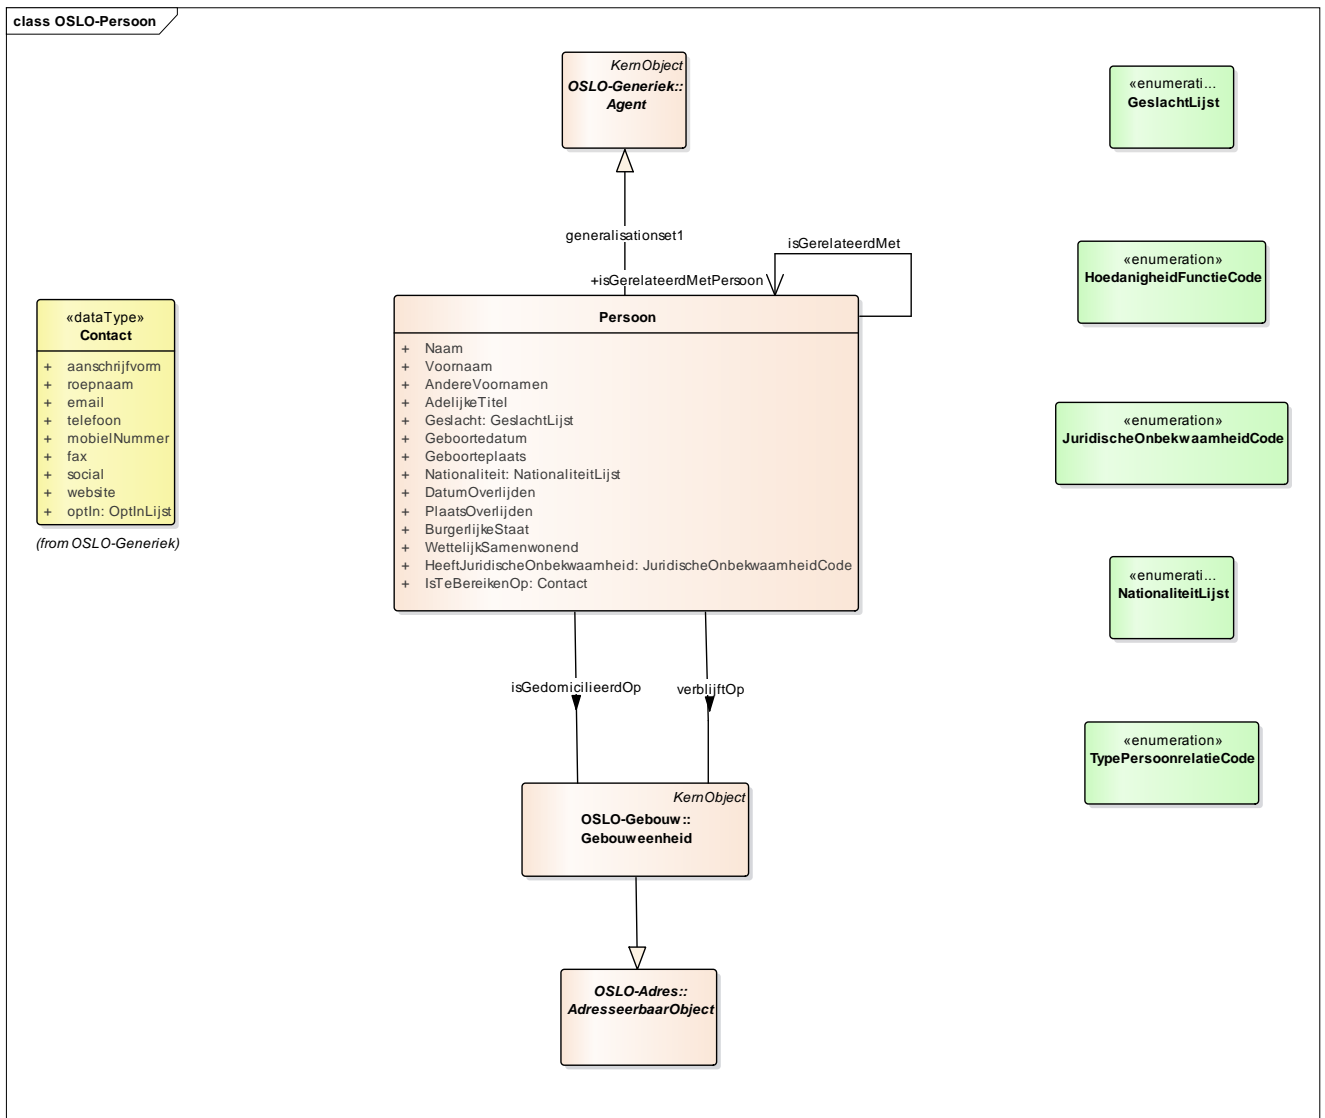 class OSLO-Persoon
KernObject
OSLO-Generiek::
Agent
«enumerati...
GeslachtLijst
generalisationset1
isGerelateerdMet
+isGerelateerdMetPersoon
«enumeration»
HoedanigheidFunctieCode
«dataType»
Contact
+ aanschrijfvorm
+ roepnaam
+ email
+ telefoon
+ mobielNummer
+ fax
+ social
+ website
+ optIn: OptInLijst
(from OSLO-Generiek)
Persoon
+ Naam
+ Voornaam
+ AndereVoornamen
+ AdelijkeTitel
+ Geslacht: GeslachtLijst
+ Geboortedatum
+ Geboorteplaats
+ Nationaliteit: NationaliteitLijst
+ DatumOverlijden
+ PlaatsOverlijden
+ BurgerlijkeStaat
+ WettelijkSamenwonend
+ HeeftJuridischeOnbekwaamheid: JuridischeOnbekwaamheidCode
+ IsTeBereikenOp: Contact
«enumeration»
JuridischeOnbekwaamheidCode
«enumerati...
NationaliteitLijst
isGedomicilieerdOp
verblijftOp
«enumeration»
TypePersoonrelatieCode
KernObject
OSLO-Gebouw::
Gebouweenheid
OSLO-Adres::
AdresseerbaarObject